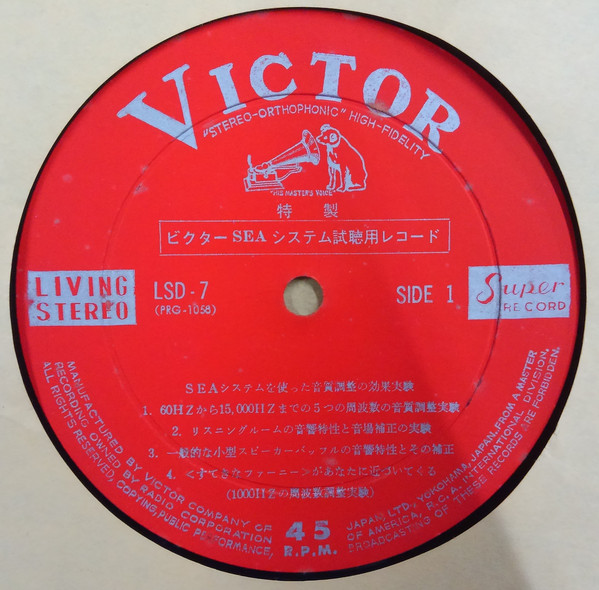 VICTOR
"STEREO-ORTHOPHONIC" HIGH-FIDELITY
"HIS MASTER'S VOICE"
特製
ビクター SEA システム試聴用レコード
LIVING
STEREO
LSD-7
(PRG-1058)
SIDE 1
Super
RECORD
SEAシステムを使った音質調整の効果実験
1. 60HZから15,000HZまでの5つの周波数の音質調整実験
2. リスニングルームの音響特性と音場補正の実験
3. 一般的な小型スピーカーバッフルの音響特性とその補正
4. <すてきなファーニー>があなたに近づいてくる
(1000HZの周波数調整実験)
45
R.P.M.
MANUFACTURED BY VICTOR COMPANY OF JAPAN, LTD., YOKOHAMA, JAPAN, FROM A MASTER
RECORDING OWNED BY RADIO CORPORATION OF AMERICA, R.C.A. INTERNATIONAL DIVISION.
ALL RIGHTS RESERVED, COPYING, PUBLIC PERFORMANCE, BROADCASTING OF THESE RECORDS ARE FORBIDDEN.